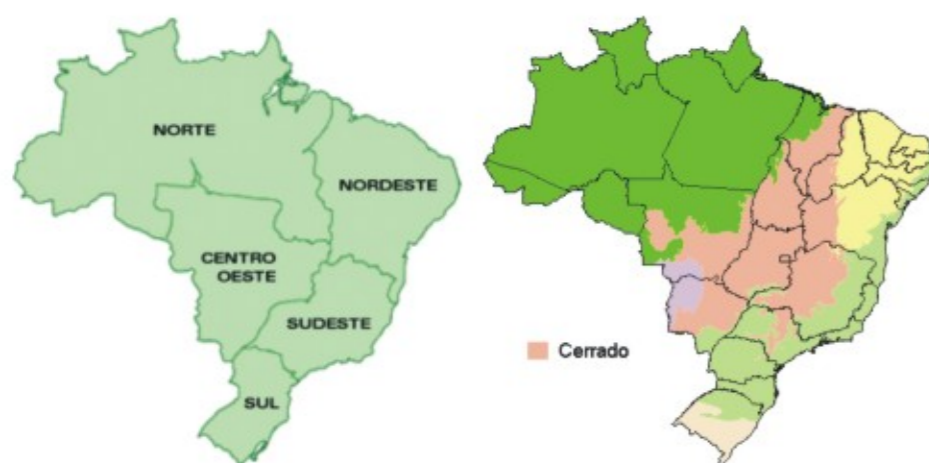 NORTE
NORDESTE
CENTRO
OESTE
SUDESTE
SUL
Cerrado